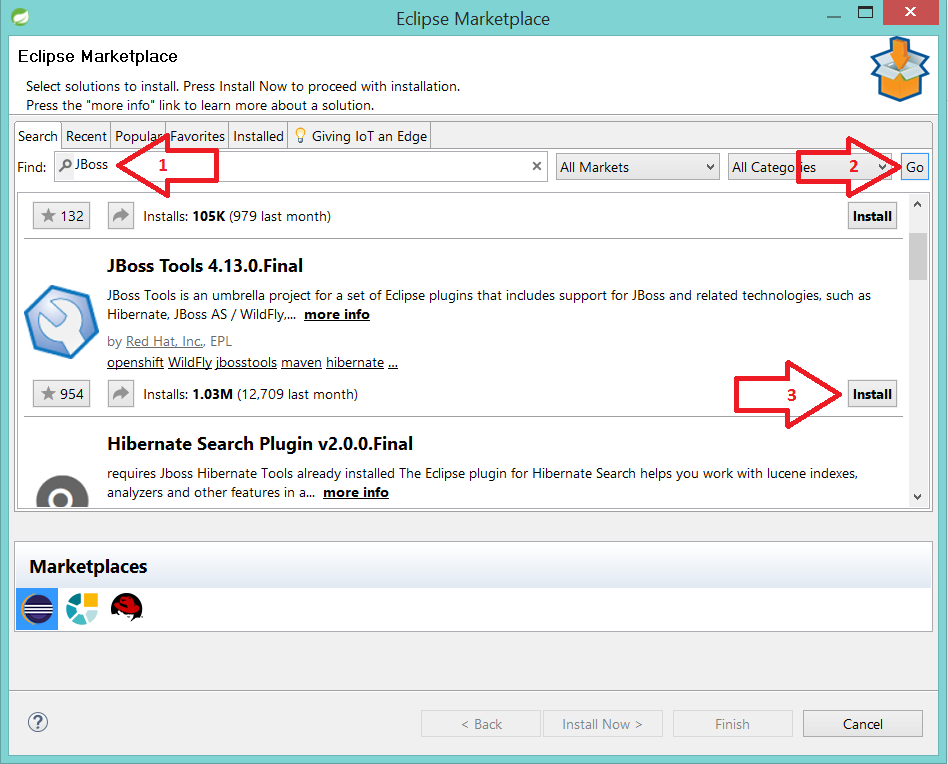 Eclipse Marketplace
Eclipse Marketplace
Select solutions to install. Press Install Now to proceed with installation.
Press the "more info" link to learn more about a solution.
Search Recent Popular Favorites Installed Giving IoT an Edge
Find: JBoss 1 All Markets All Categories 2 Go
132 Installs: 105K (979 last month) Install
JBoss Tools 4.13.0.Final
JBoss Tools is an umbrella project for a set of Eclipse plugins that includes support for JBoss and related technologies, such as
Hibernate, JBoss AS / WildFly,... more info
by Red Hat, Inc., EPL
openshift WildFly jbosstools maven hibernate ...
954 Installs: 1.03M (12,709 last month) 3 Install
Hibernate Search Plugin v2.0.0.Final
requires Jboss Hibernate Tools already installed The Eclipse plugin for Hibernate Search helps you work with lucene indexes,
analyzers and other features in a... more info
Marketplaces
? < Back Install Now > Finish Cancel